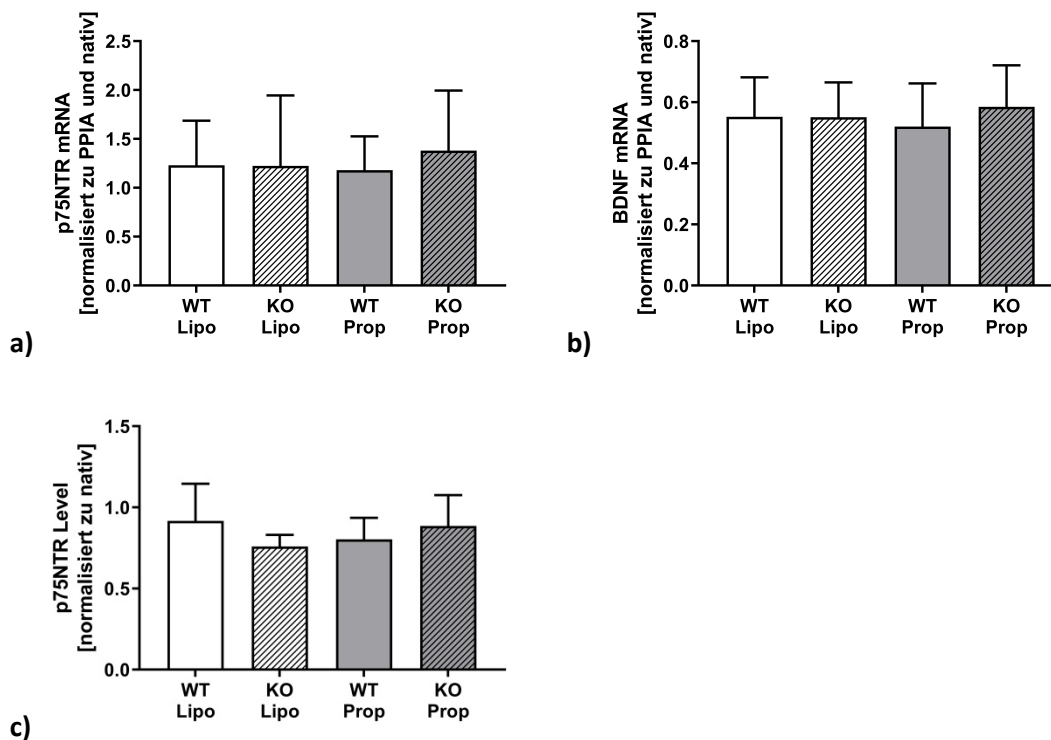 p75NTR mRNA
[normalisiert zu PPIA und nativ]
2.5
2.0
1.5
1.0
0.5
0.0
WT
Lipo
KO
Lipo
WT
Prop
KO
Prop
a)
BDNF mRNA
[normalisiert zu PPIA und nativ]
0.8
0.6
0.4
0.2
0.0
WT
Lipo
KO
Lipo
WT
Prop
KO
Prop
b)
p75NTR Level
[normalisiert zu nativ]
1.5
1.0
0.5
0.0
WT
Lipo
KO
Lipo
WT
Prop
KO
Prop
c)